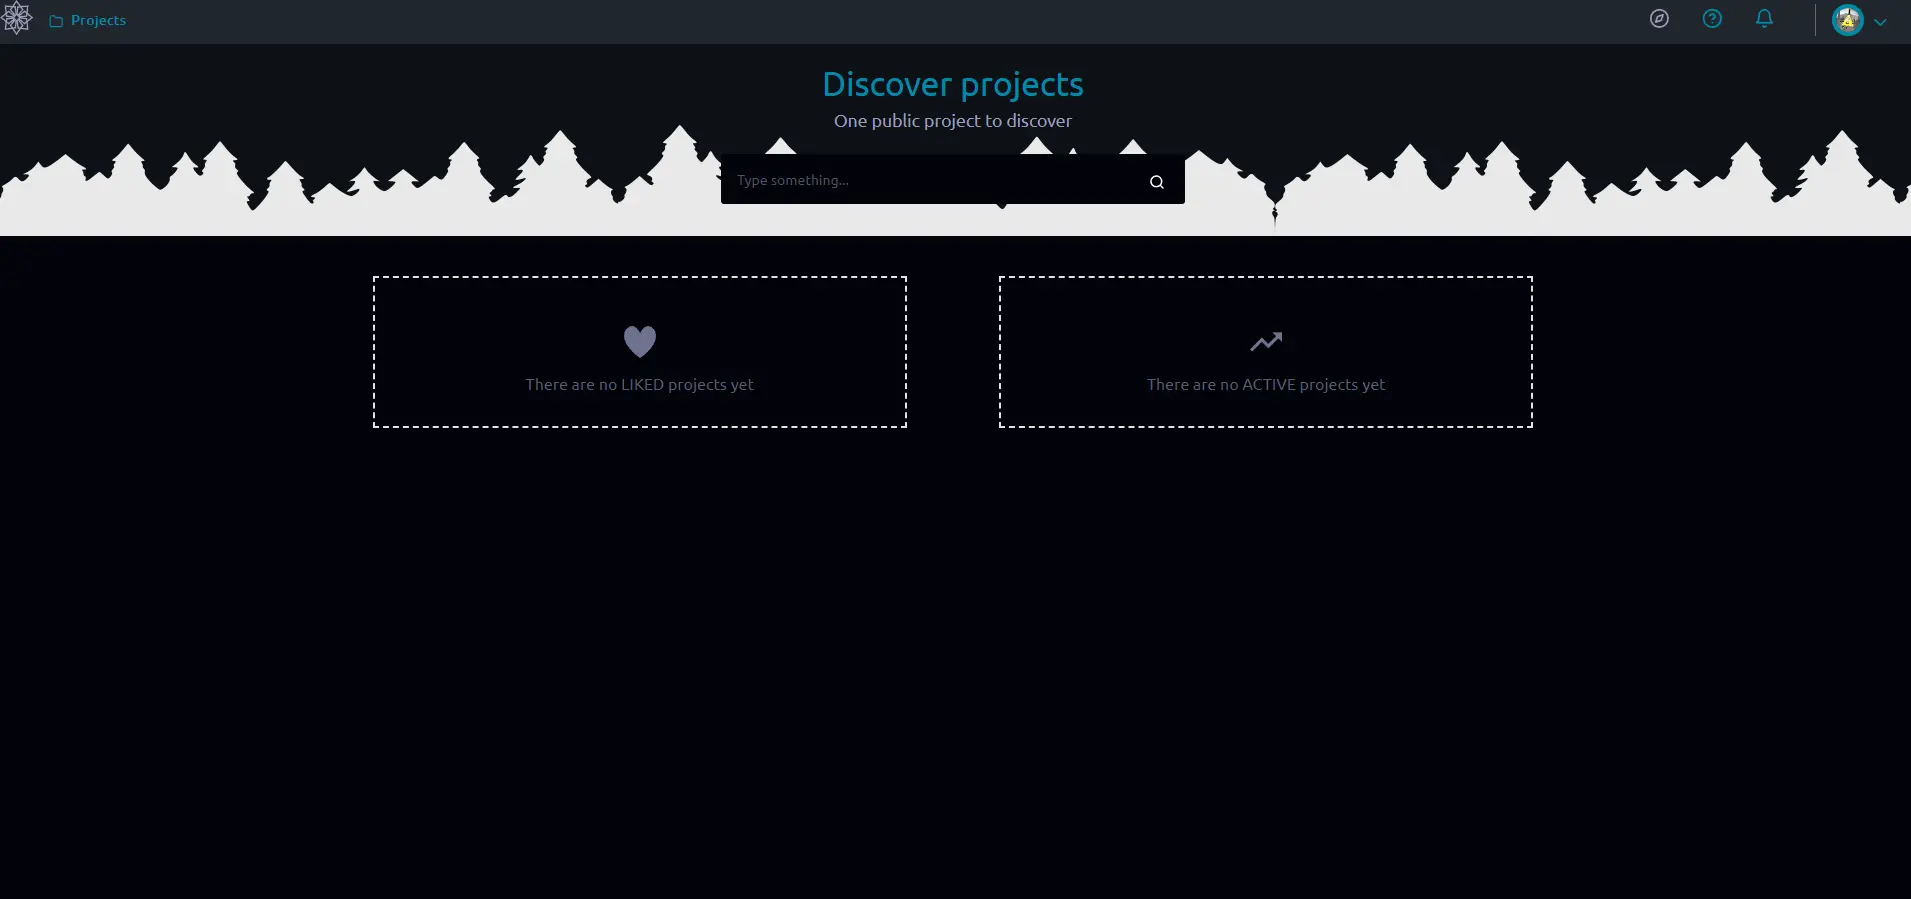 Projects
Discover projects
One public project to discover
Type something...
There are no LIKED projects yet
There are no ACTIVE projects yet